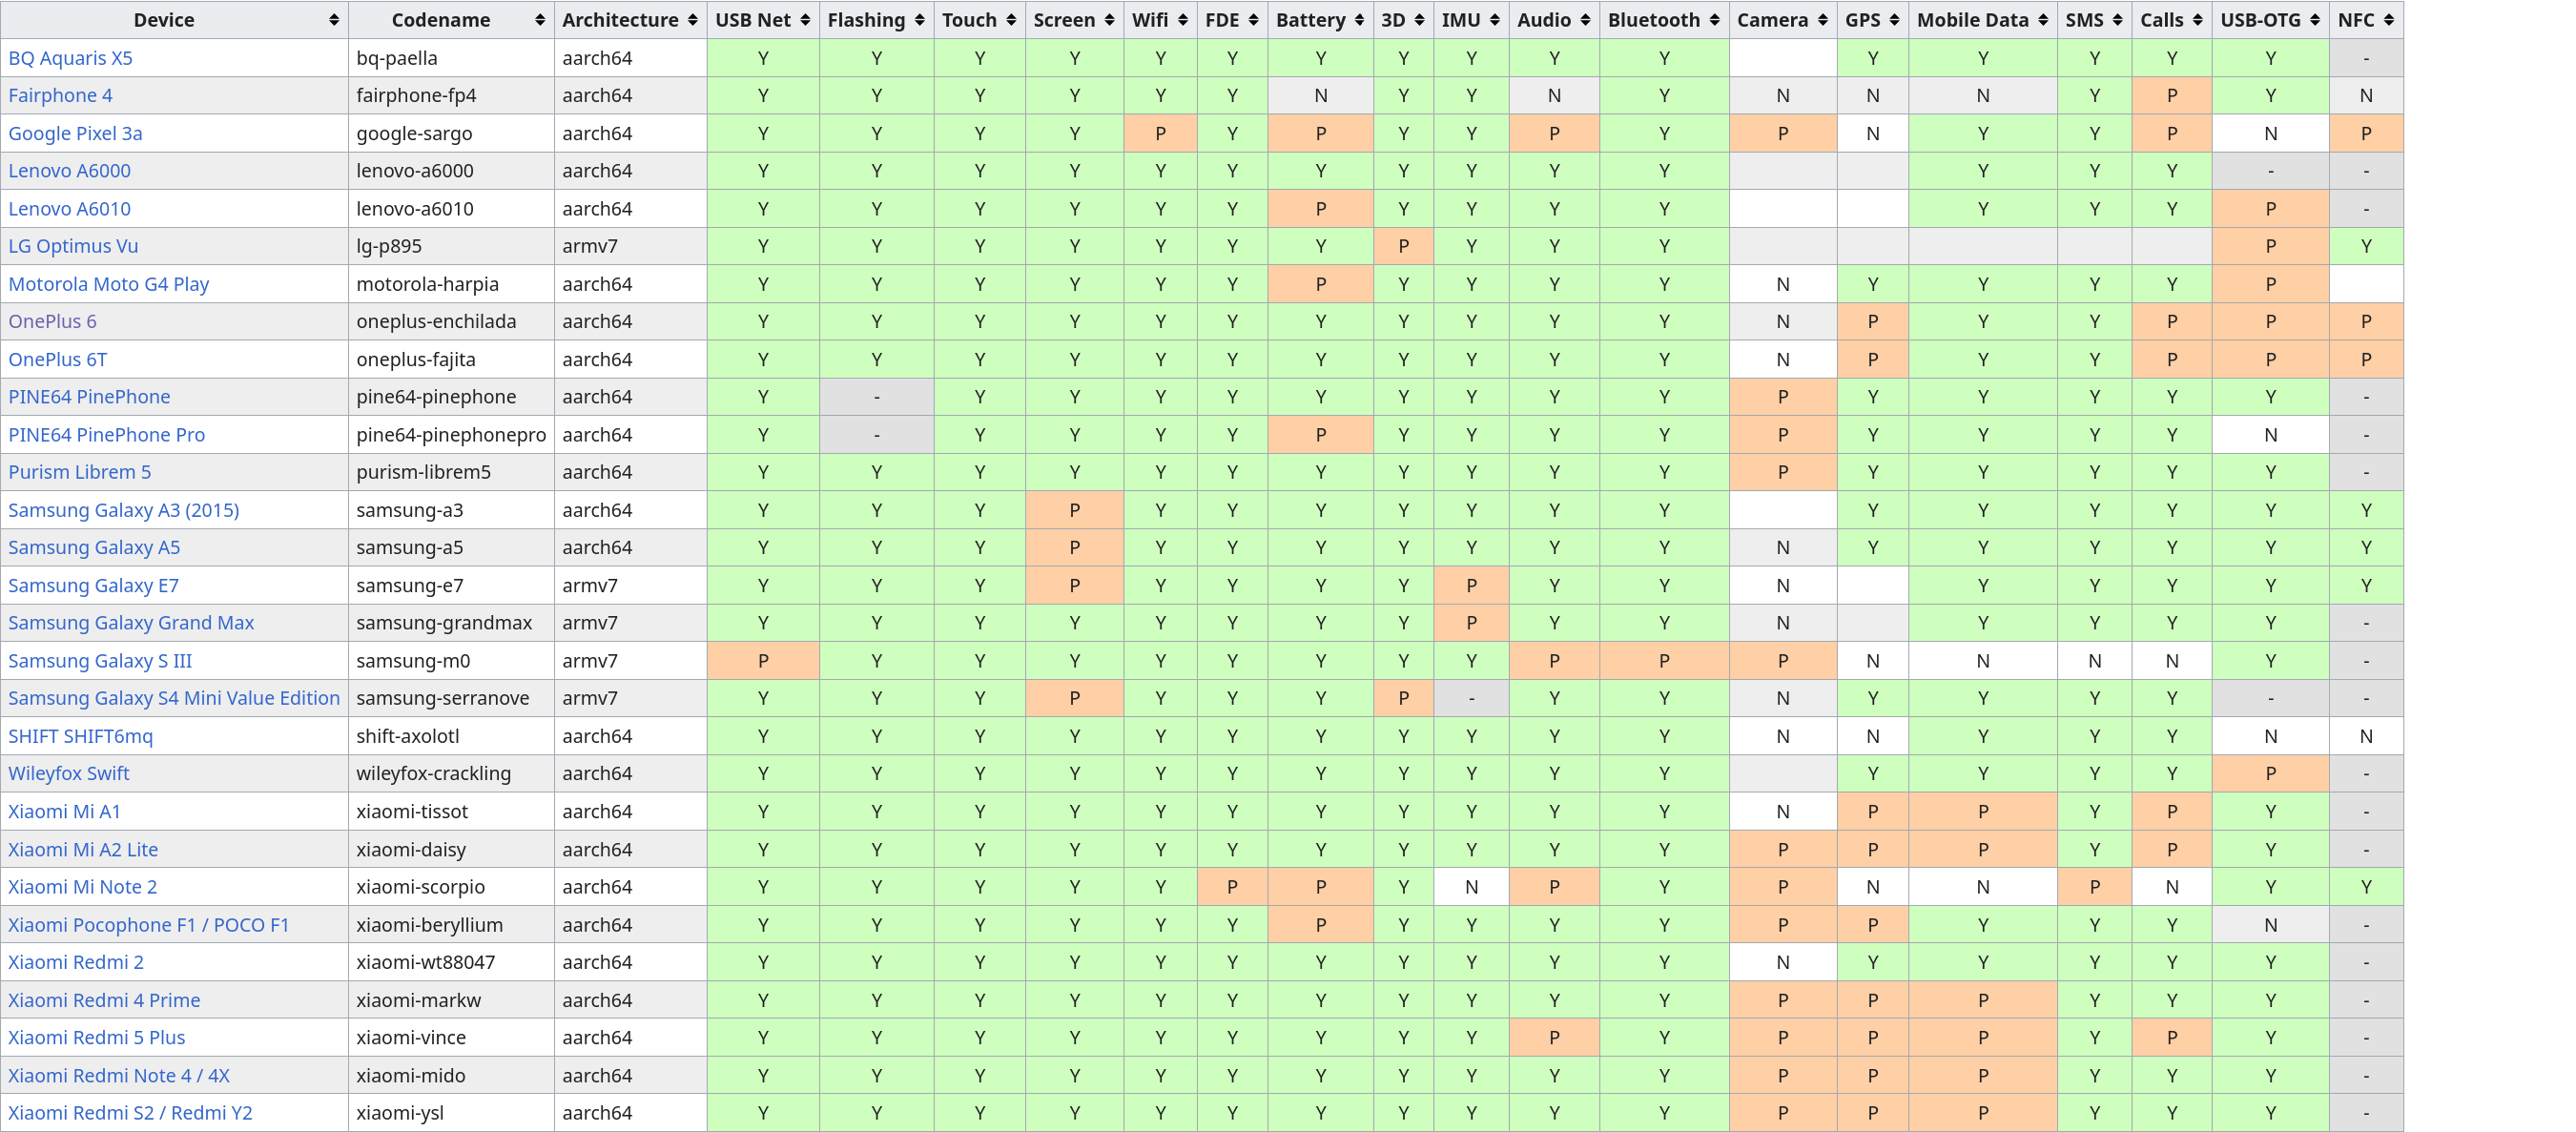 Device Codename Architecture USB Net Flashing Touch Screen Wifi FDE Battery 3D IMU Audio Bluetooth Camera GPS Mobile Data SMS Calls USB-OTG NFC
BQ Aquaris X5 bq-paella aarch64 Y Y Y Y Y Y Y Y Y Y Y Y Y Y Y Y -
Fairphone 4 fairphone-fp4 aarch64 Y Y Y Y Y Y N Y Y N Y N N N Y P Y N
Google Pixel 3a google-sargo aarch64 Y Y Y Y P Y P Y Y P Y P N Y Y P N P
Lenovo A6000 lenovo-a6000 aarch64 Y Y Y Y Y Y Y Y Y Y Y Y Y Y - -
Lenovo A6010 lenovo-a6010 aarch64 Y Y Y Y Y Y P Y Y Y Y Y Y Y P -
LG Optimus Vu lg-p895 armv7 Y Y Y Y Y Y Y P Y Y Y P Y
Motorola Moto G4 Play motorola-harpia aarch64 Y Y Y Y Y Y P Y Y Y Y N Y Y Y Y P
OnePlus 6 oneplus-enchilada aarch64 Y Y Y Y Y Y Y Y Y Y Y N P Y Y P P P
OnePlus 6T oneplus-fajita aarch64 Y Y Y Y Y Y Y Y Y Y Y N P Y Y P P P
PINE64 PinePhone pine64-pinephone aarch64 Y - Y Y Y Y Y Y Y Y Y P Y Y Y Y Y -
PINE64 PinePhone Pro pine64-pinephonepro aarch64 Y - Y Y Y Y P Y Y Y Y P Y Y Y Y N -
Purism Librem 5 purism-librem5 aarch64 Y Y Y Y Y Y Y Y Y Y Y P Y Y Y Y Y -
Samsung Galaxy A3 (2015) samsung-a3 aarch64 Y Y Y P Y Y Y Y Y Y Y Y Y Y Y Y Y
Samsung Galaxy A5 samsung-a5 aarch64 Y Y Y P Y Y Y Y Y Y Y N Y Y Y Y Y Y
Samsung Galaxy E7 samsung-e7 armv7 Y Y Y P Y Y Y Y P Y Y N Y Y Y Y Y
Samsung Galaxy Grand Max samsung-grandmax armv7 Y Y Y Y Y Y Y Y P Y Y N Y Y Y Y -
Samsung Galaxy S III samsung-m0 armv7 P Y Y Y Y Y Y Y Y P P P N N N N Y -
Samsung Galaxy S4 Mini Value Edition samsung-serranove armv7 Y Y Y P Y Y Y P - Y Y N Y Y Y Y - -
SHIFT SHIFT6mq shift-axolotl aarch64 Y Y Y Y Y Y Y Y Y Y Y N N Y Y Y N N
Wileyfox Swift wileyfox-crackling aarch64 Y Y Y Y Y Y Y Y Y Y Y Y Y Y Y P -
Xiaomi Mi A1 xiaomi-tissot aarch64 Y Y Y Y Y Y Y Y Y Y Y N P P Y P Y -
Xiaomi Mi A2 Lite xiaomi-daisy aarch64 Y Y Y Y Y Y Y Y Y Y Y P P P Y P Y -
Xiaomi Mi Note 2 xiaomi-scorpio aarch64 Y Y Y Y Y P P Y N P Y P N N P N Y Y
Xiaomi Pocophone F1 / POCO F1 xiaomi-beryllium aarch64 Y Y Y Y Y Y P Y Y Y Y P P Y Y Y N -
Xiaomi Redmi 2 xiaomi-wt88047 aarch64 Y Y Y Y Y Y Y Y Y Y Y N Y Y Y Y Y -
Xiaomi Redmi 4 Prime xiaomi-markw aarch64 Y Y Y Y Y Y Y Y Y Y Y P P P Y Y Y -
Xiaomi Redmi 5 Plus xiaomi-vince aarch64 Y Y Y Y Y Y Y Y Y P Y P P P Y P Y -
Xiaomi Redmi Note 4 / 4X xiaomi-mido aarch64 Y Y Y Y Y Y Y Y Y Y Y P P P Y Y Y -
Xiaomi Redmi S2 / Redmi Y2 xiaomi-ysl aarch64 Y Y Y Y Y Y Y Y Y Y Y P P P Y Y Y -